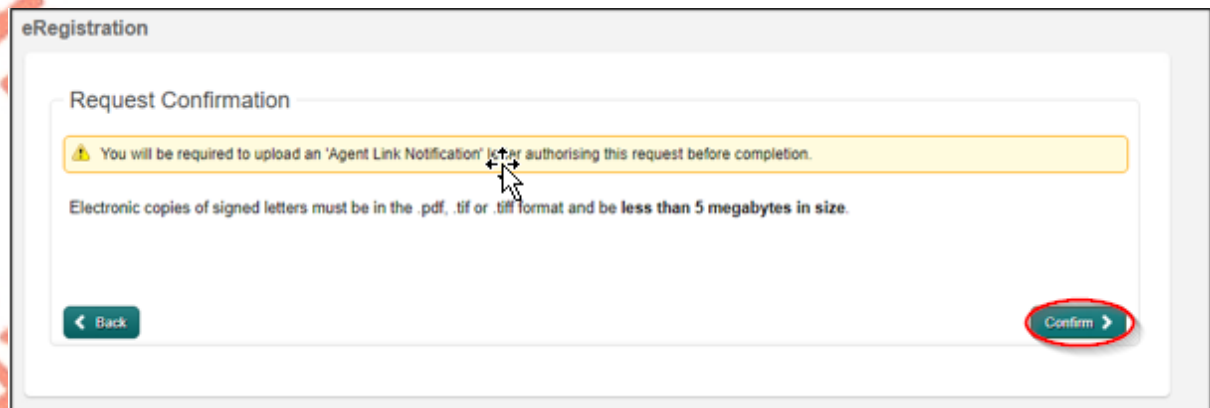 eRegistration
Request Confirmation
You will be required to upload an 'Agent Link Notification' letter authorising this request before completion.
Electronic copies of signed letters must be in the .pdf, .tif or .tiff format and be less than 5 megabytes in size.
Back
Confirm